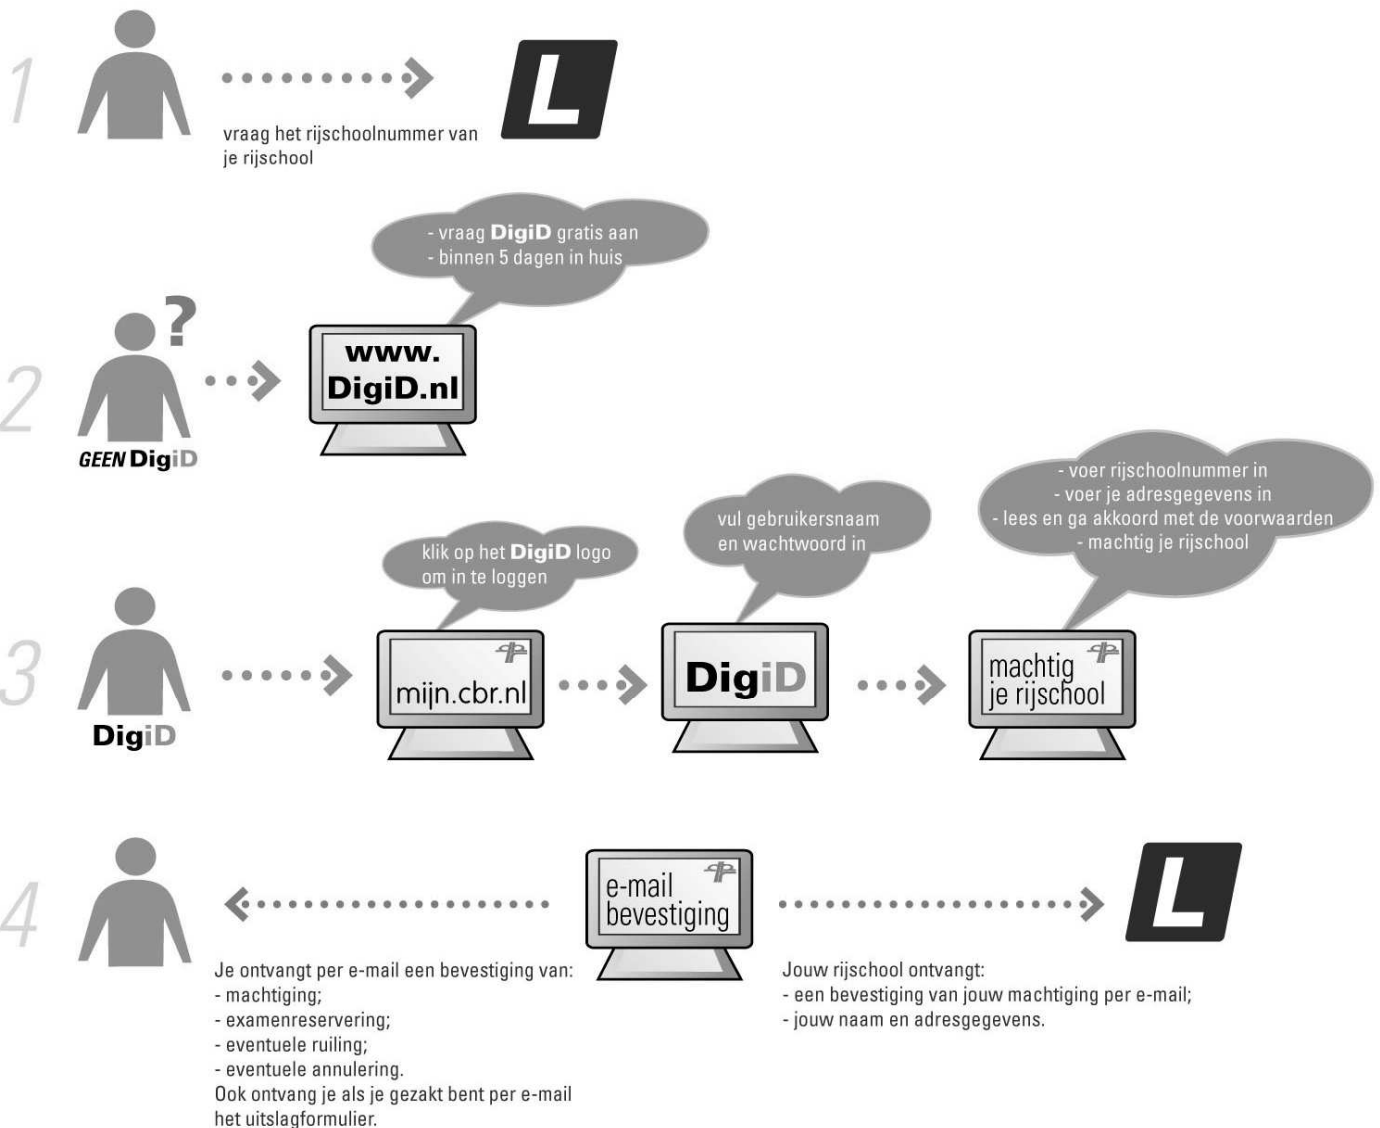 1
L
vraag het rijschoolnummer van
je rijschool
- vraag DigiD gratis aan
- binnen 5 dagen in huis
2
?
GEEN DigiD
www.
DigiD.nl
- voer rijschoolnummer in
- voer je adresgegevens in
- lees en ga akkoord met de voorwaarden
- machtig je rijschool
vul gebruikersnaam
en wachtwoord in
klik op het DigiD logo
om in te loggen
3
DigiD
mijn.cbr.nl
DigiD
machtig
je rijschool
4
e-mail
bevestiging
L
Je ontvangt per e-mail een bevestiging van:
- machtiging;
- examenreservering;
- eventuele ruiling;
- eventuele annulering.
Ook ontvang je als je gezakt bent per e-mail
het uitslagformulier.
Jouw rijschool ontvangt:
- een bevestiging van jouw machtiging per e-mail;
- jouw naam en adresgegevens.